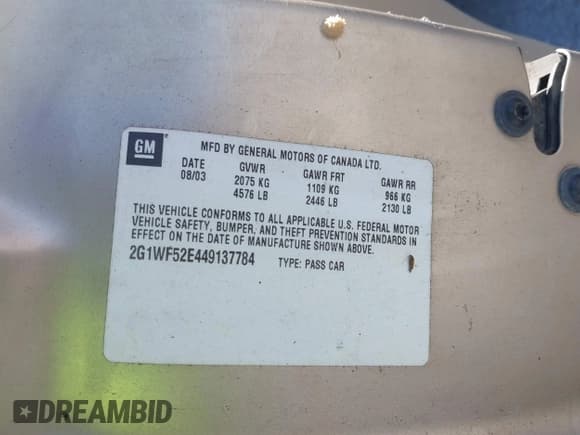 GM
MFD BY GENERAL MOTORS OF CANADA LTD.
DATE GVWR GAWR FRT GAWR RR
08/03 2075 KG 1109 KG 966 KG
4576 LB 2446 LB 2130 LB
THIS VEHICLE CONFORMS TO ALL APPLICABLE U.S. FEDERAL MOTOR
VEHICLE SAFETY, BUMPER, AND THEFT PREVENTION STANDARDS IN
EFFECT ON THE DATE OF MANUFACTURE SHOWN ABOVE.
2G1WF52E449137784 TYPE: PASS CAR
DREAMBID